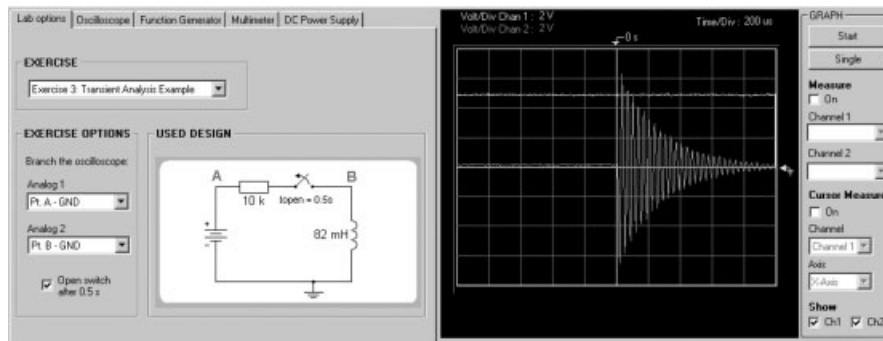 Lab options Oscilloscope Function Generator Multimeter DC Power Supply
EXERCISE
Exercise 3: Transient Analysis Example
EXERCISE OPTIONS
Branch the oscilloscope:
Analog 1
Pt. A - GND
Analog 2
Pt. B - GND
Open switch
after 0.5 s
USED DESIGN
A
B
10 k
topen = 0.5s
82 mH
+
-
Volt/Div Chan 1 : 2 V
Volt/Div Chan 2 : 2 V
Time/Div : 200 us
0 s
GRAPH
Start
Single
Measure
On
Channel 1
Channel 2
Cursor Measure
On
Channel
Channel 1
Axis
X-Axis
Show
Ch1 Ch2